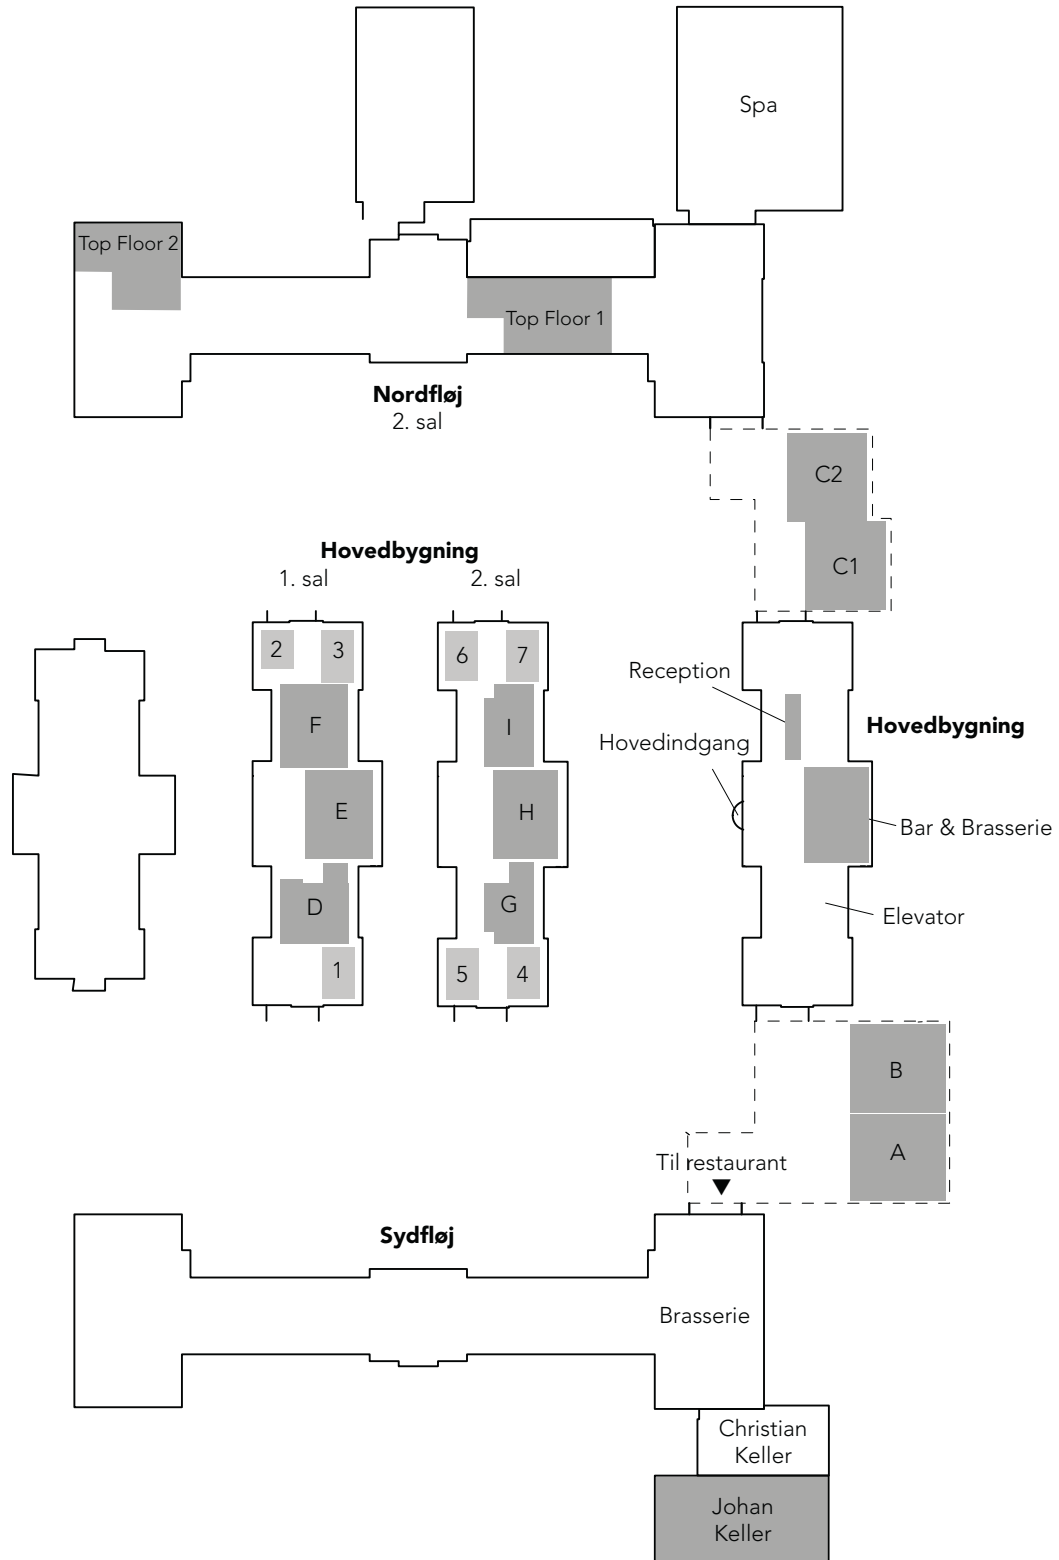 Spa
Top Floor 2
Top Floor 1
Nordfløj
2. sal
C2
C1
Hovedbygning
1. sal
2. sal
2
3
6
7
F
I
E
H
D
G
1
5
4
Reception
Hovedindgang
Hovedbygning
Bar & Brasserie
Elevator
B
A
Til restaurant
Sydfløj
Brasserie
Christian
Keller
Johan
Keller